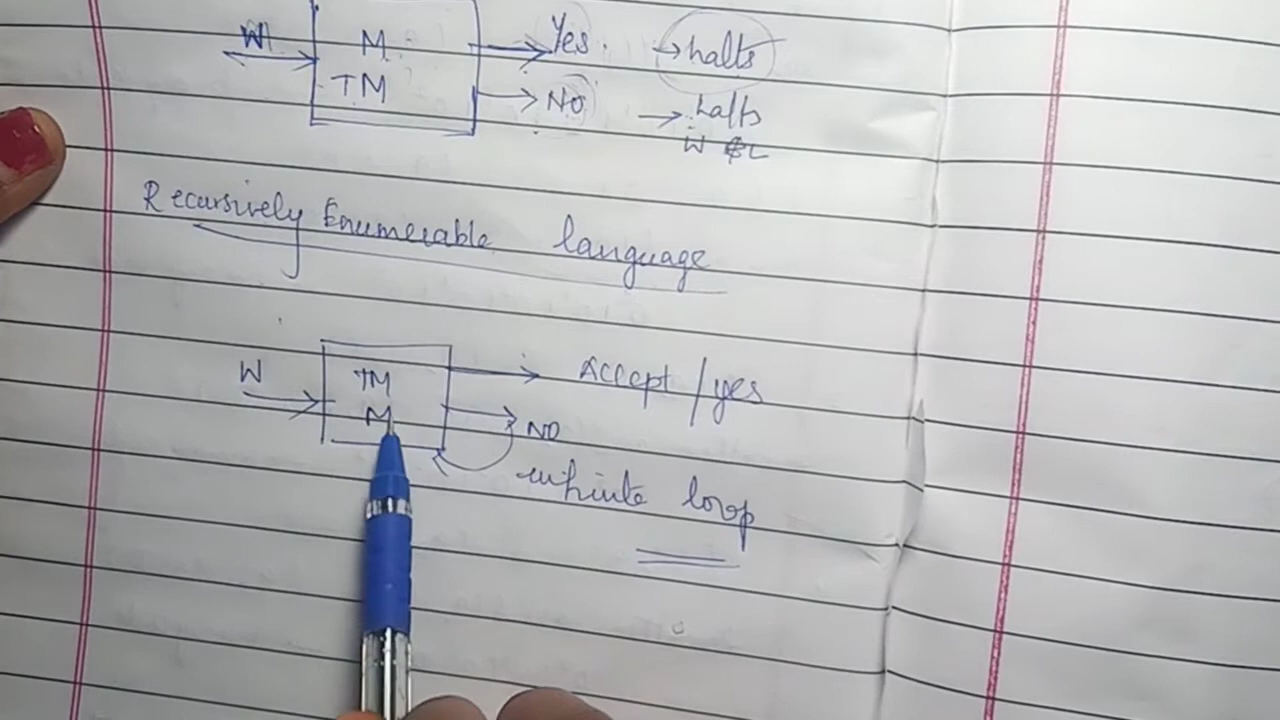 W M → Yes. → halts
TM → No → halts
W ∉ L
Recursively Enumerable language
W TM → Accept / yes
M → NO
infinite loop